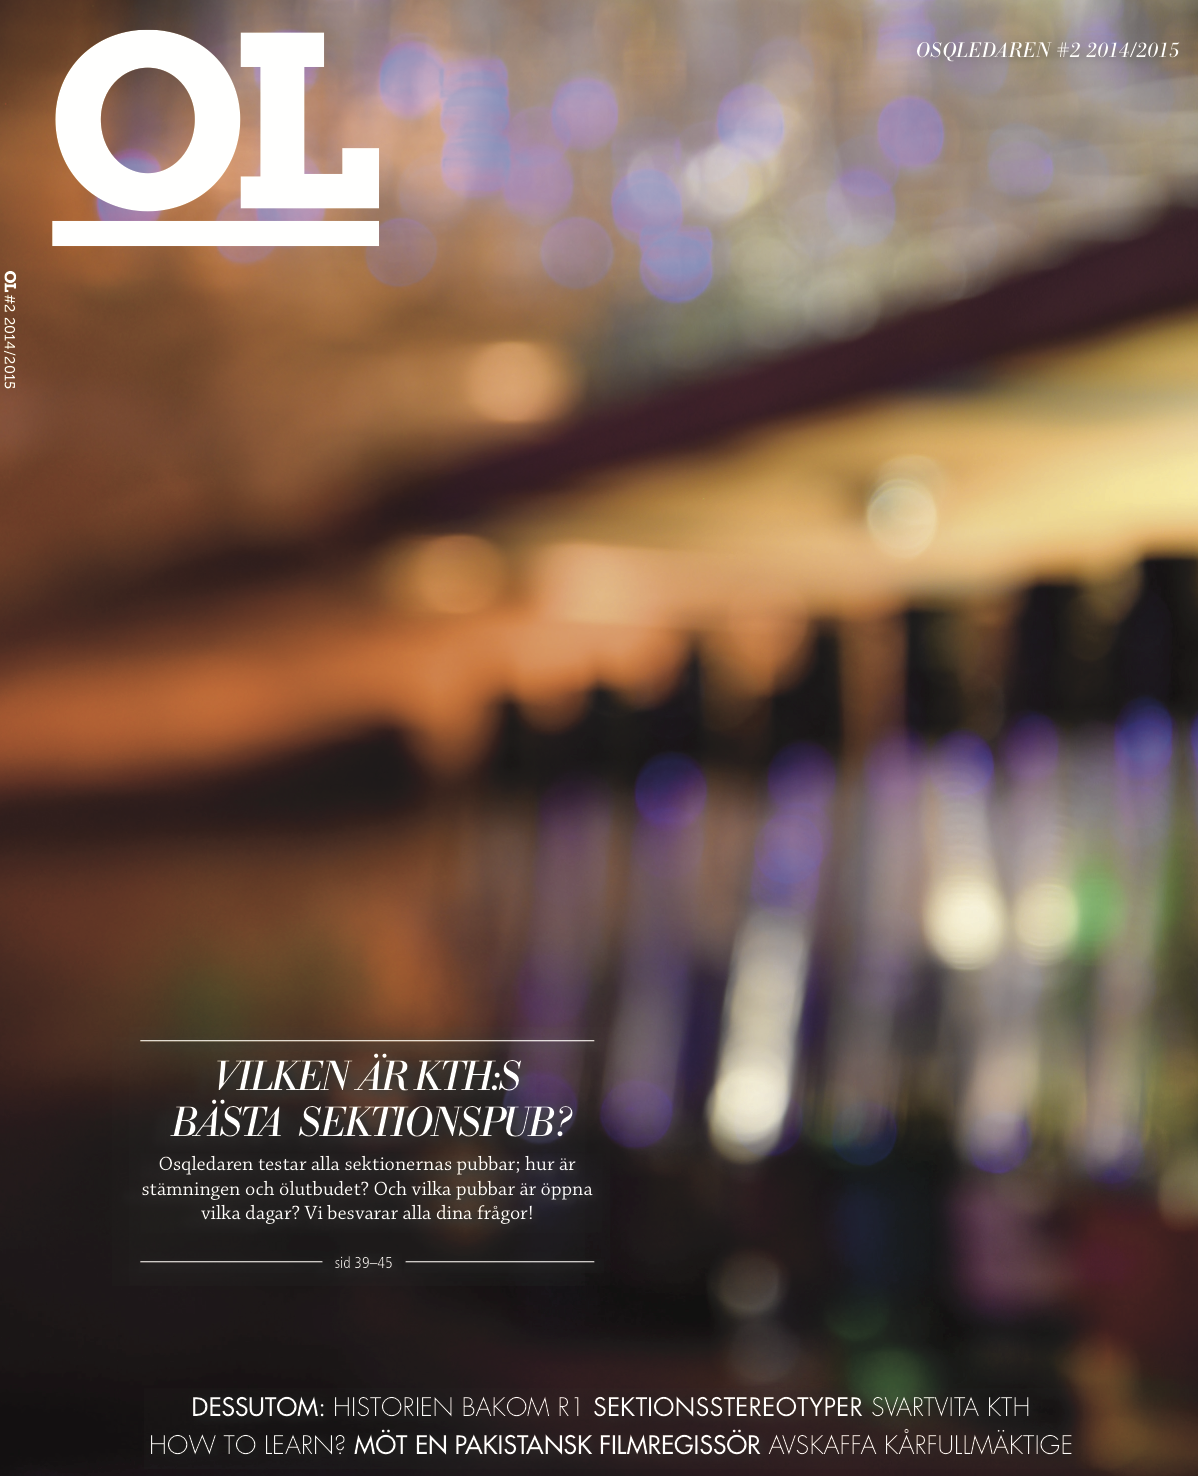 OL
OSQLEDAREN #2 2014/2015
OL #2 2014/2015
VILKEN ÄR KTH:S
BÄSTA SEKTIONSPUB?
Osqledaren testar alla sektionernas pubbar; hur är
stämningen och ölutbudet? Och vilka pubbar är öppna
vilka dagar? Vi besvarar alla dina frågor!
sid 39–45
DESSUTOM: HISTORIEN BAKOM R1 SEKTIONSSTEREOTYPER SVARTVITA KTH
HOW TO LEARN? MÖT EN PAKISTANSK FILMREGISSÖR AVSKAFFA KÅRFULLMÄKTIGE